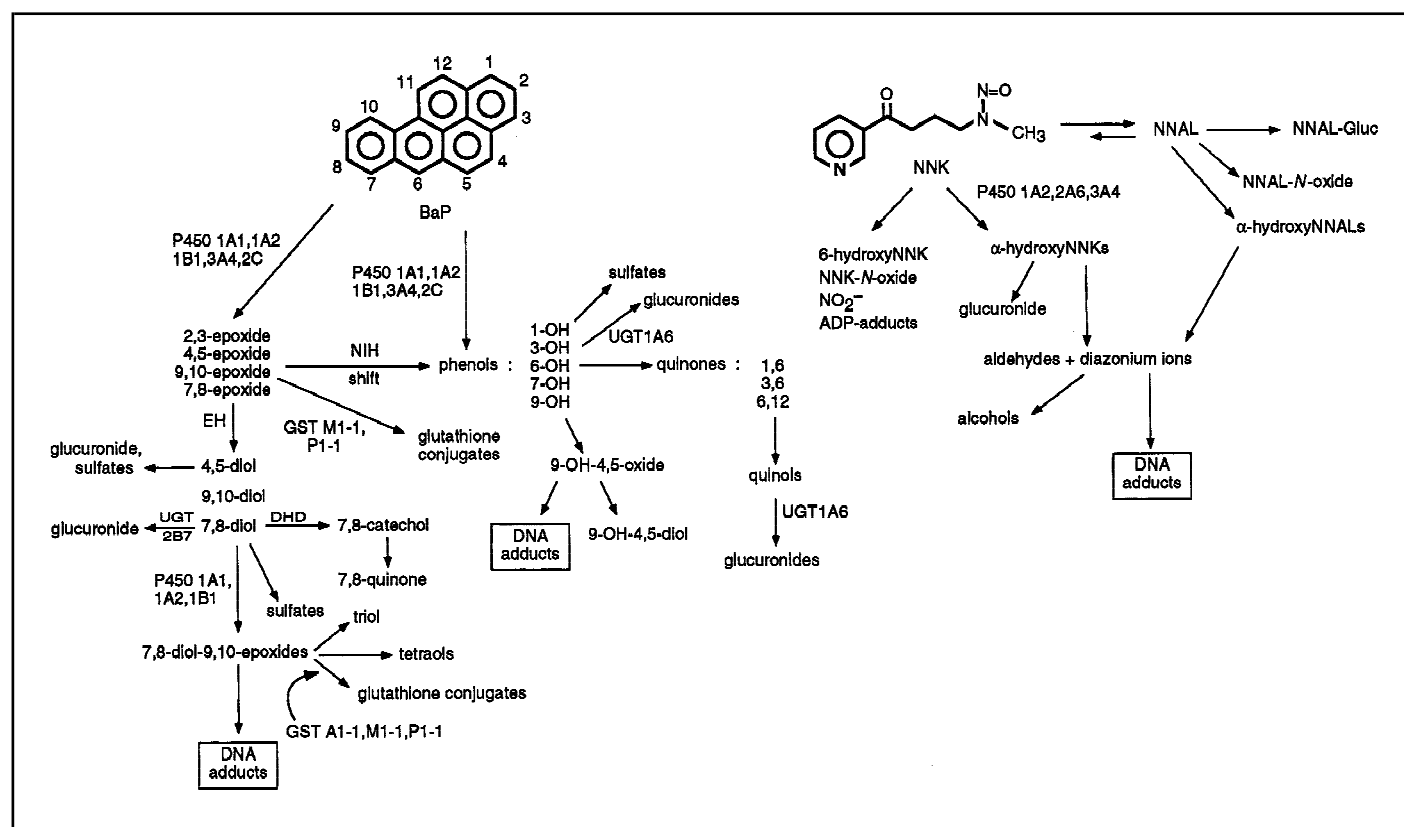 12
1
11
2
10
3
9
4
8
7
6
5
BaP
P450 1A1,1A2
1B1,3A4,2C
P450 1A1,1A2
1B1,3A4,2C
2,3-epoxide
4,5-epoxide
9,10-epoxide
7,8-epoxide
NIH
shift
phenols :
1-OH
3-OH
6-OH
7-OH
9-OH
sulfates
glucuronides
UGT1A6
quinones :
1,6
3,6
6,12
EH
GST M1-1,
P1-1
glutathione
conjugates
glucuronide,
sulfates
4,5-diol
9,10-diol
7,8-diol
glucuronide
UGT
2B7
DHD
7,8-catechol
7,8-quinone
9-OH-4,5-oxide
DNA
adducts
9-OH-4,5-diol
quinols
UGT1A6
glucuronides
P450 1A1,
1A2,1B1
sulfates
7,8-diol-9,10-epoxides
triol
tetraols
glutathione conjugates
GST A1-1,M1-1,P1-1
DNA
adducts
O
N=O
N
CH3
N
NNK
NNAL
NNAL-Gluc
NNAL-N-oxide
α-hydroxyNNALs
P450 1A2,2A6,3A4
6-hydroxyNNK
NNK-N-oxide
NO2−
ADP-adducts
α-hydroxyNNKs
glucuronide
aldehydes + diazonium ions
alcohols
DNA
adducts